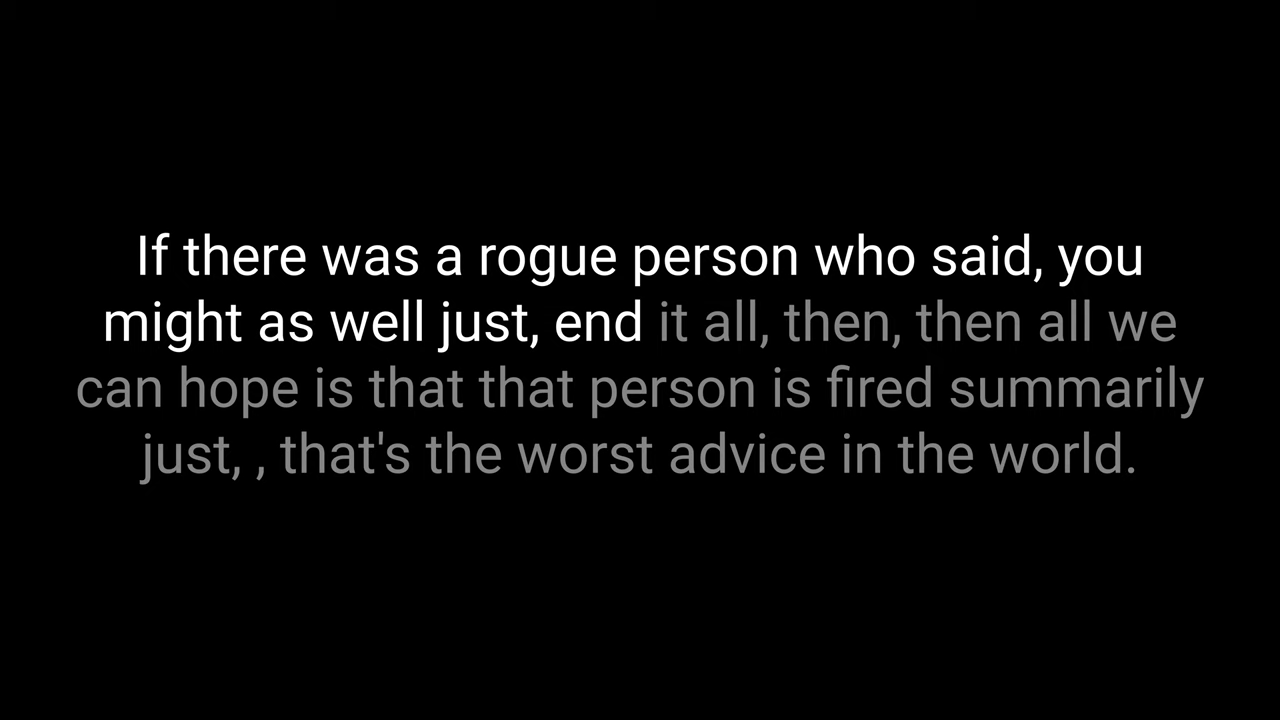 If there was a rogue person who said, you
might as well just, end it all, then, then all we
can hope is that that person is fired summarily
just, , that's the worst advice in the world.